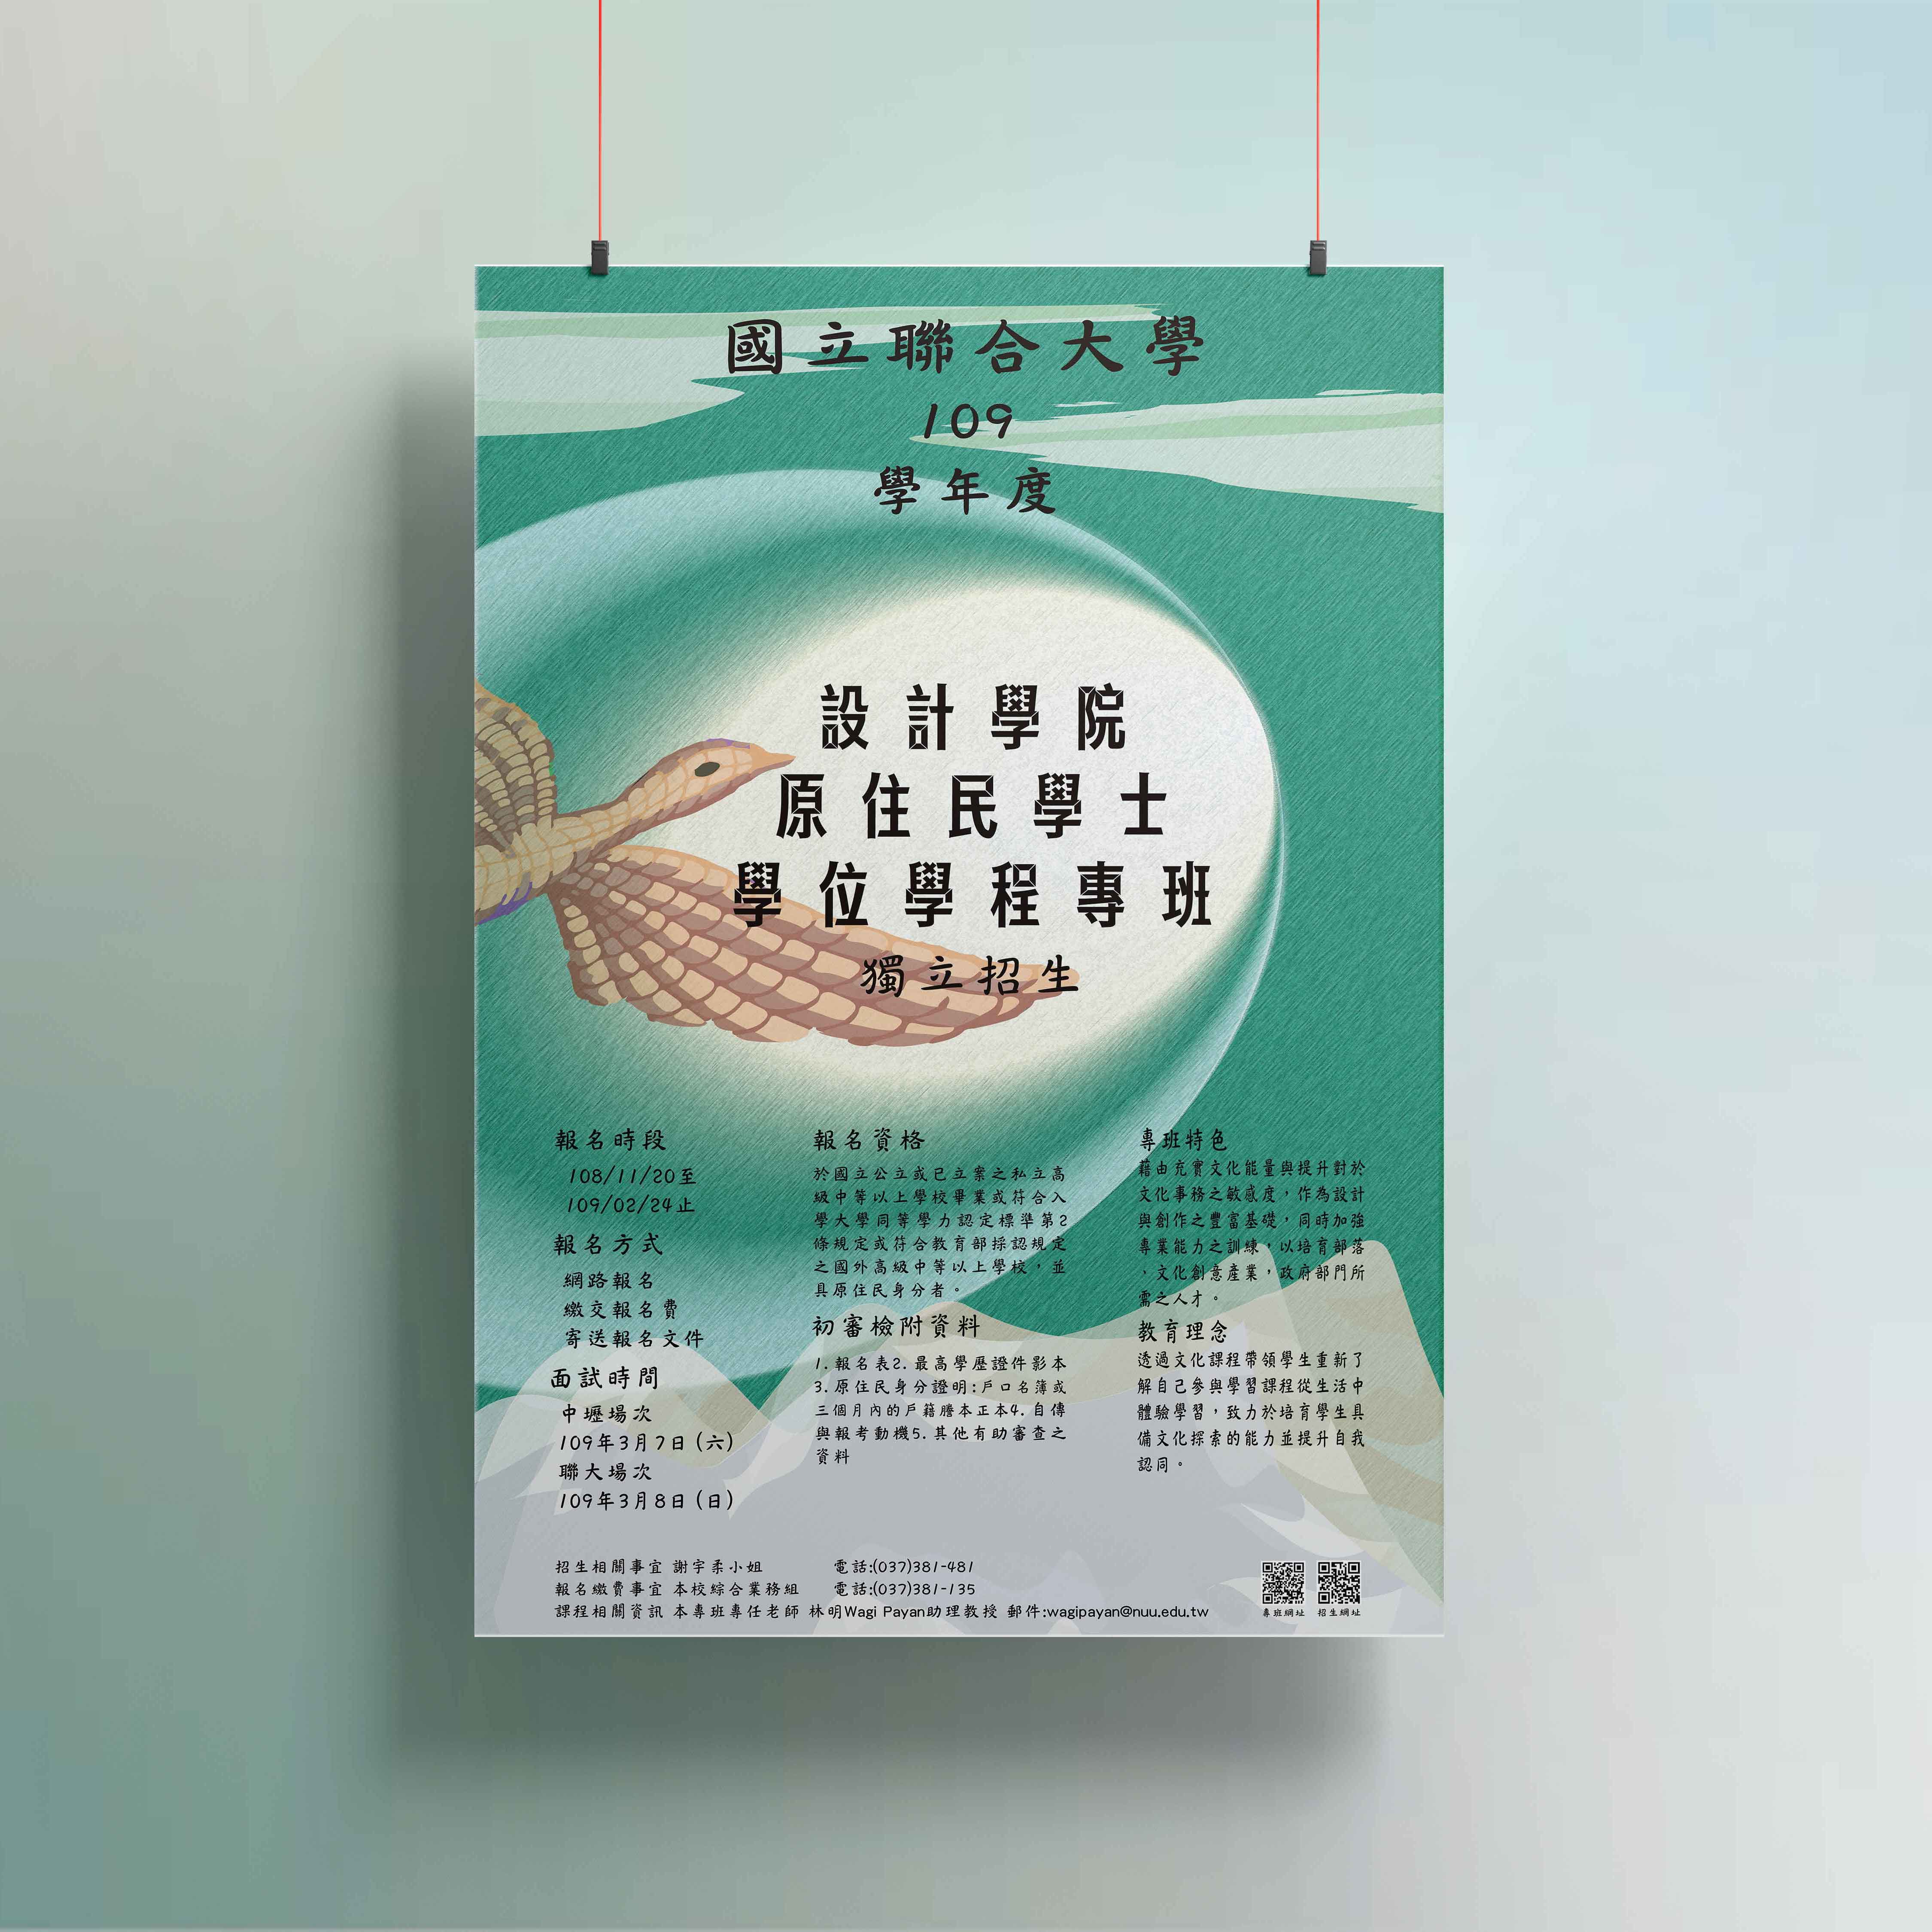 國立聯合大學
109
學年度
設計學院
原住民學士
學位學程專班
獨立招生
報名時段
108/11/20至
109/02/24止
報名方式
網路報名
繳交報名費
寄送報名文件
面試時間
中壢場次
109年3月7日(六)
聯大場次
109年3月8日(日)
報名資格
於國立公立或已立案之私立高
級中等以上學校畢業或符合入
學大學同等學力認定標準第2
條規定或符合教育部採認規定
之國外高級中等以上學校，並
具原住民身分者。
初審檢附資料
1.報名表2.最高學歷證件影本
3.原住民身分證明:戶口名簿或
三個月內的戶籍謄本正本4.自傳
與報考動機5.其他有助審查之
資料
專班特色
藉由充實文化能量與提升對於
文化事務之敏感度，作為設計
與創作之豐富基礎，同時加強
專業能力之訓練，以培育部落
、文化創意產業，政府部門所
需之人才。
教育理念
透過文化課程帶領學生重新了
解自己參與學習課程從生活中
體驗學習，致力於培育學生具
備文化探索的能力並提升自我
認同。
招生相關事宜 謝宇柔小姐 電話:(037)381-481
報名繳費事宜 本校綜合業務組 電話:(037)381-135
課程相關資訊 本專班專任老師 林明Wagi Payan助理教授 郵件:wagipayan@nuu.edu.tw
專班網址 招生網址